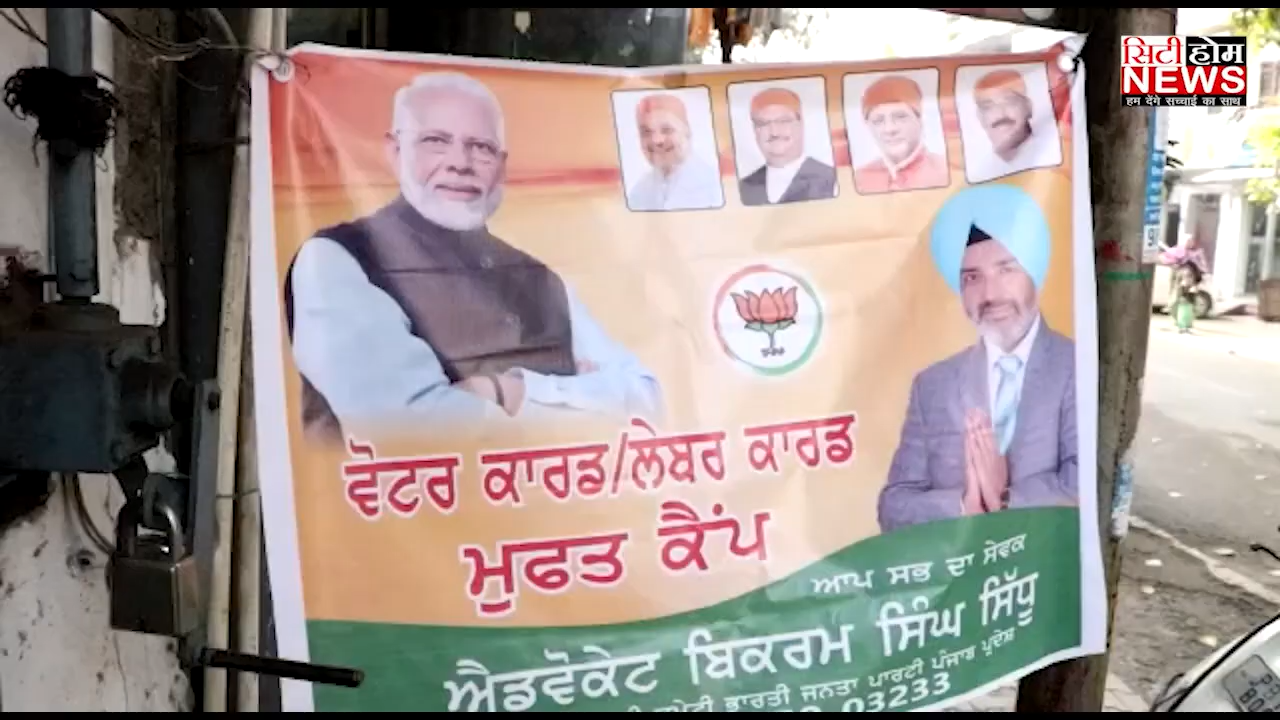 सिटी होम
NEWS
हम देंगे सच्चाई का साथ
ਵੋਟਰ ਕਾਰਡ/ਲੇਬਰ ਕਾਰਡ
ਮੁਫਤ ਕੈਂਪ
ਆਪ ਸਭ ਦਾ ਸੇਵਕ
ਐਡਵੋਕੇਟ ਬਿਕਰਮ ਸਿੰਘ ਸਿੱਧੂ
ਭਾਰਤੀ ਜਨਤਾ ਪਾਰਟੀ ਪੰਜਾਬ ਪ੍ਰਦੇਸ਼
03233